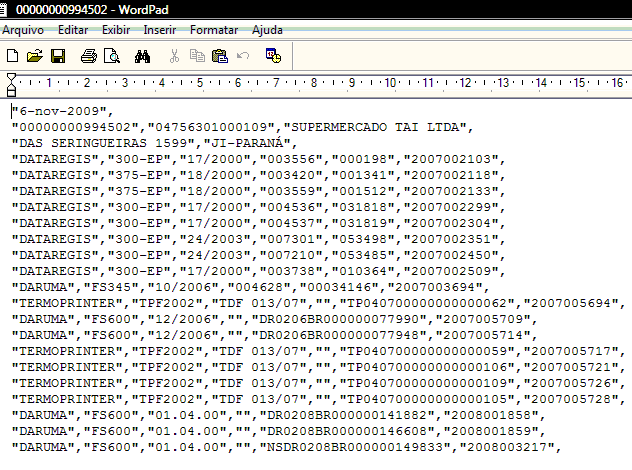 00000000994502 - WordPad
Arquivo Editar Exibir Inserir Formatar Ajuda
1 2 3 4 5 6 7 8 9 10 11 12 13 14 15 16
"6-nov-2009",
"00000000994502","04756301000109","SUPERMERCADO TAI LTDA",
"DAS SERINGUEIRAS 1599","JI-PARANÁ",
"DATAREGIS","300-EP","17/2000","003556","000198","2007002103",
"DATAREGIS","375-EP","18/2000","003420","001341","2007002118",
"DATAREGIS","375-EP","18/2000","003559","001512","2007002133",
"DATAREGIS","300-EP","17/2000","004536","031818","2007002299",
"DATAREGIS","300-EP","17/2000","004537","031819","2007002304",
"DATAREGIS","300-EP","24/2003","007301","053498","2007002351",
"DATAREGIS","300-EP","24/2003","007210","053485","2007002450",
"DATAREGIS","300-EP","17/2000","003738","010364","2007002509",
"DARUMA","FS345","10/2006","004628","00034146","2007003694",
"TERMOPRINTER","TPF2002","TDF 013/07","","TP040700000000000062","2007005694",
"DARUMA","FS600","12/2006","","DR0206BR000000077990","2007005709",
"DARUMA","FS600","12/2006","","DR0206BR000000077948","2007005714",
"TERMOPRINTER","TPF2002","TDF 013/07","","TP040700000000000059","2007005717",
"TERMOPRINTER","TPF2002","TDF 013/07","","TP040700000000000106","2007005721",
"TERMOPRINTER","TPF2002","TDF 013/07","","TP040700000000000109","2007005726",
"TERMOPRINTER","TPF2002","TDF 013/07","","TP040700000000000105","2007005728",
"DARUMA","FS600","01.04.00","","DR0208BR000000141882","2008001858",
"DARUMA","FS600","01.04.00","","DR0208BR000000146608","2008001859",
"DARUMA","FS600","01.04.00","","NSDR0208BR000000149833","2008003217",